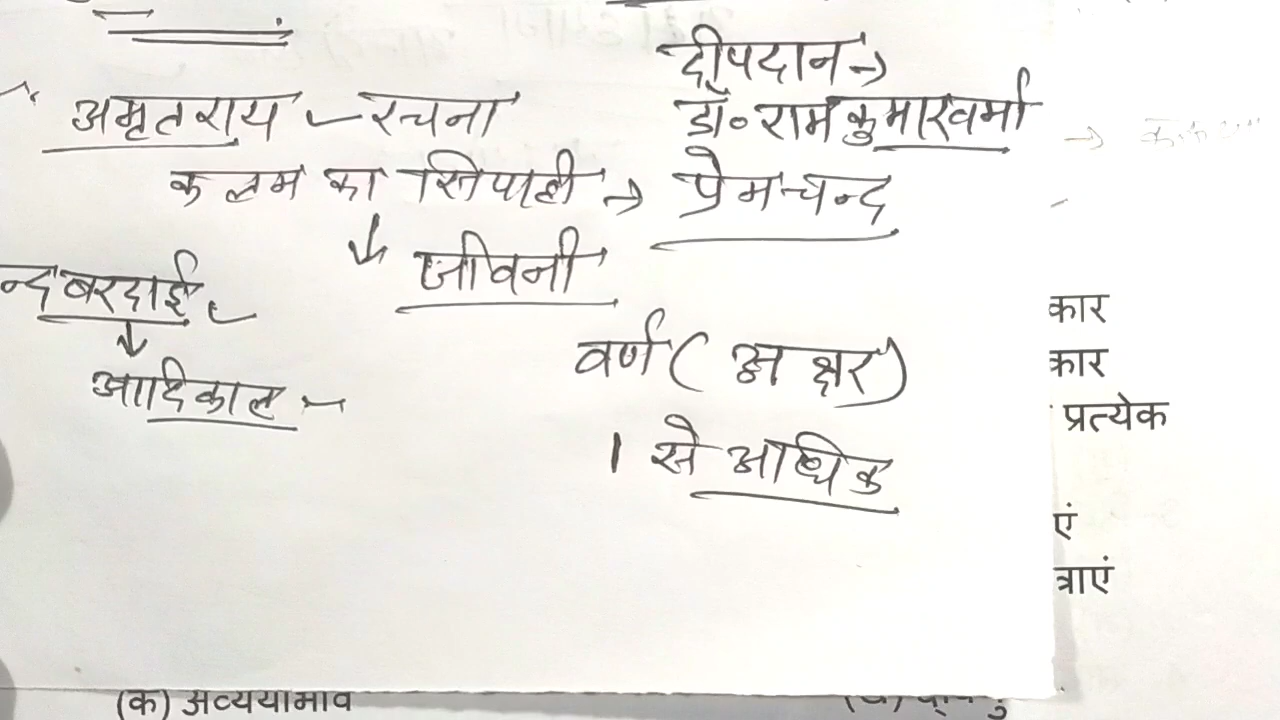 दीपदान →
अमृतराय – रचना
डॉ० रामकुमार वर्मा
कलम का सिपाही → प्रेमचन्द
↓ जीवनी
न्दबरदाई
↓
आदिकाल –
वर्ण ( अक्षर )
1 से अधिक
कार
कार
प्रत्येक
एं
त्राएं
(क) अव्ययीभाव